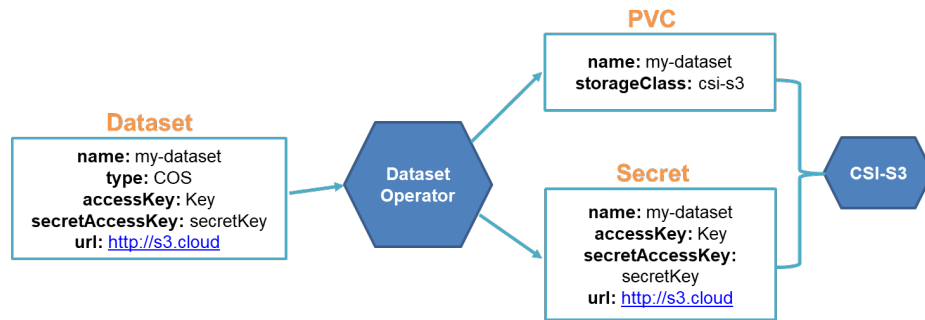 Dataset
name: my-dataset
type: COS
accessKey: Key
secretAccessKey: secretKey
url: http://s3.cloud
Dataset
Operator
PVC
name: my-dataset
storageClass: csi-s3
Secret
name: my-dataset
accessKey: Key
secretAccessKey:
secretKey
url: http://s3.cloud
CSI-S3